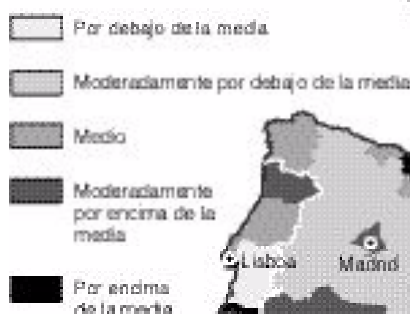 Por debajo de la media
Moderadamente por debajo de la media
Medio
Moderadamente
por encima de la
media
Lisboa
Madrid
Por encima
de la media